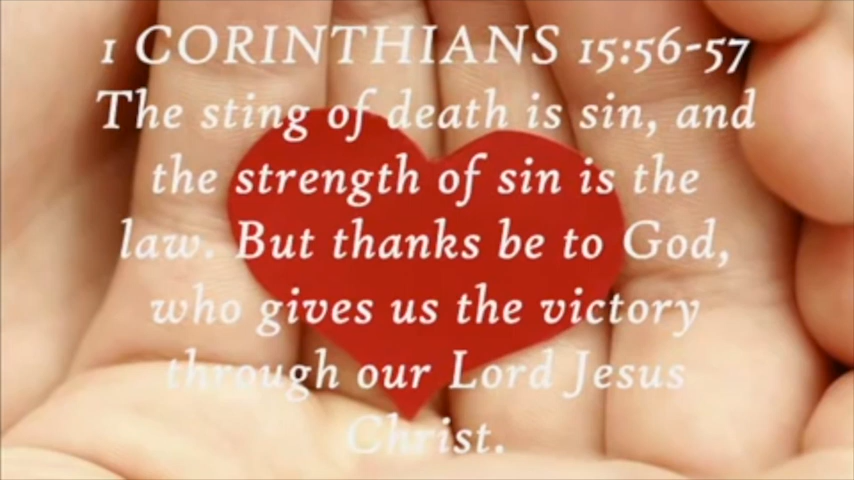 1 CORINTHIANS 15:56-57
The sting of death is sin, and
the strength of sin is the
law. But thanks be to God,
who gives us the victory
through our Lord Jesus
Christ.